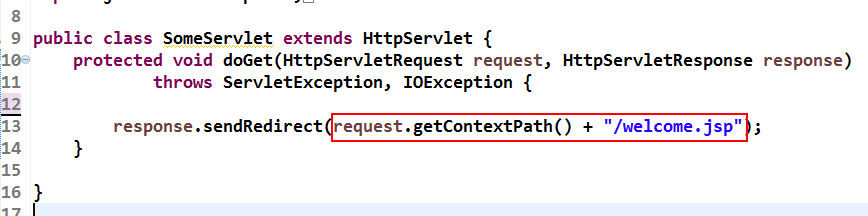 8
9 public class SomeServlet extends HttpServlet {
10 protected void doGet(HttpServletRequest request, HttpServletResponse response)
11 throws ServletException, IOException {
12
13 response.sendRedirect(request.getContextPath() + "/welcome.jsp");
14 }
15
16 }
17